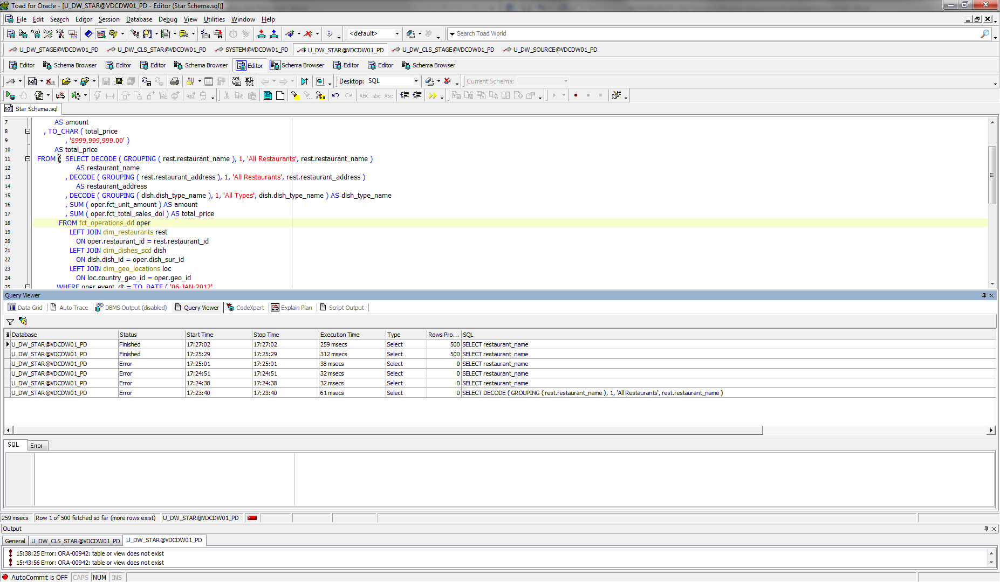 Toad for Oracle - [U_DW_STAR@VDCDW01_PD - Editor (Star Schema.sql)]
File Edit Search Editor Session Database Debug View Utilities Window Help
<default> Search Toad World
U_DW_STAGE@VDCDW01_PD U_DW_CLS_STAR@VDCDW01_PD SYSTEM@VDCDW01_PD U_DW_STAR@VDCDW01_PD U_DW_CLS_STAGE@VDCDW01_PD U_DW_SOURCE@VDCDW01_PD
Editor Schema Browser Editor Editor Schema Browser Editor Schema Browser Editor Editor Schema Browser
Desktop: SQL Current Schema:
Star Schema.sql
7 AS amount
8 , TO_CHAR ( total_price
9 , '$999,999,999.00' )
10 AS total_price
11 FROM ( SELECT DECODE ( GROUPING ( rest.restaurant_name ), 1, 'All Restaurants', rest.restaurant_name )
12 AS restaurant_name
13 , DECODE ( GROUPING ( rest.restaurant_address ), 1, 'All Restaurants', rest.restaurant_address )
14 AS restaurant_address
15 , DECODE ( GROUPING ( dish.dish_type_name ), 1, 'All Types', dish.dish_type_name ) AS dish_type_name
16 , SUM ( oper.fct_unit_amount ) AS amount
17 , SUM ( oper.fct_total_sales_dol ) AS total_price
18 FROM fct_operations_dd oper
19 LEFT JOIN dim_restaurants rest
20 ON oper.restaurant_id = rest.restaurant_id
21 LEFT JOIN dim_dishes_scd dish
22 ON dish.dish_id = oper.dish_sur_id
23 LEFT JOIN dim_geo_locations loc
24 ON loc.country_geo_id = oper.geo_id
25 WHERE oper.event_dt = TO_DATE ( '06-JAN-2012'
Query Viewer
Data Grid Auto Trace DBMS Output (disabled) Query Viewer CodeXpert Explain Plan Script Output
Database Status Start Time Stop Time Execution Time Type Rows Pro... SQL
U_DW_STAR@VDCDW01_PD Finished 17:27:02 17:27:02 259 msecs Select 500 SELECT restaurant_name
U_DW_STAR@VDCDW01_PD Finished 17:25:29 17:25:29 312 msecs Select 500 SELECT restaurant_name
U_DW_STAR@VDCDW01_PD Error 17:25:01 17:25:01 38 msecs Select 0 SELECT restaurant_name
U_DW_STAR@VDCDW01_PD Error 17:24:51 17:24:51 32 msecs Select 0 SELECT restaurant_name
U_DW_STAR@VDCDW01_PD Error 17:24:38 17:24:38 32 msecs Select 0 SELECT restaurant_name
U_DW_STAR@VDCDW01_PD Error 17:23:40 17:23:40 61 msecs Select 0 SELECT DECODE ( GROUPING ( rest.restaurant_name ), 1, 'All Restaurants', rest.restaurant_name )
SQL Error
259 msecs Row 1 of 500 fetched so far (more rows exist) U_DW_STAR@VDCDW01_PD
Output
General U_DW_CLS_STAR@VDCDW01_PD U_DW_STAR@VDCDW01_PD
15:38:25 Error: ORA-00942: table or view does not exist
15:43:56 Error: ORA-00942: table or view does not exist
AutoCommit is OFF CAPS NUM INS